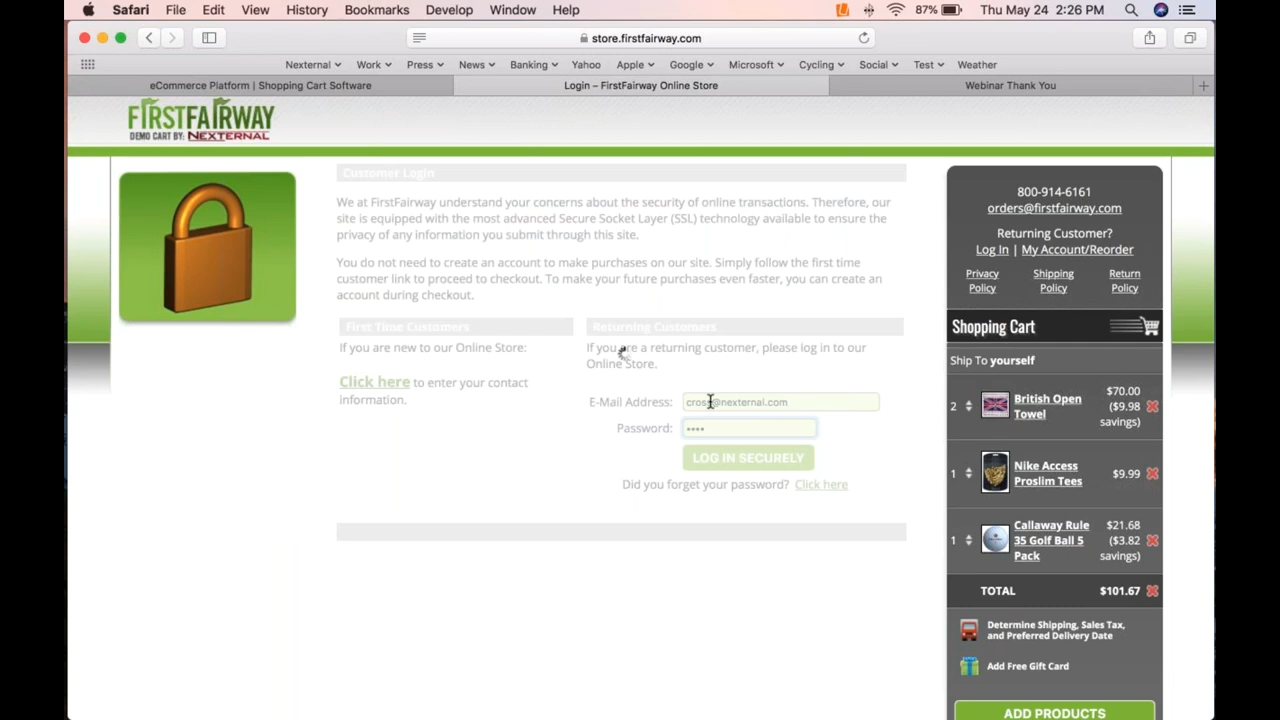 Safari File Edit View History Bookmarks Develop Window Help 87% Thu May 24 2:26 PM
store.firstfairway.com
Nexternal Work Press News Banking Yahoo Apple Google Microsoft Cycling Social Test Weather
eCommerce Platform | Shopping Cart Software Login – FirstFairway Online Store Webinar Thank You
FIRSTFAIRWAY
DEMO CART BY: NEXTERNAL
Customer Login
We at FirstFairway understand your concerns about the security of online transactions. Therefore, our
site is equipped with the most advanced Secure Socket Layer (SSL) technology available to ensure the
privacy of any information you submit through this site.
You do not need to create an account to make purchases on our site. Simply follow the first time
customer link to proceed to checkout. To make your future purchases even faster, you can create an
account during checkout.
First Time Customers
If you are new to our Online Store:
Click here to enter your contact
information.
Returning Customers
If you are a returning customer, please log in to our
Online Store.
E-Mail Address: cros@nexternal.com
Password: ••••
LOG IN SECURELY
Did you forget your password? Click here
800-914-6161
orders@firstfairway.com
Returning Customer?
Log In | My Account/Reorder
Privacy Policy
Shipping Policy
Return Policy
Shopping Cart
Ship To yourself
2 British Open Towel $70.00 ($9.98 savings)
1 Nike Access Proslim Tees $9.99
1 Callaway Rule 35 Golf Ball 5 Pack $21.68 ($3.82 savings)
TOTAL $101.67
Determine Shipping, Sales Tax,
and Preferred Delivery Date
Add Free Gift Card
ADD PRODUCTS